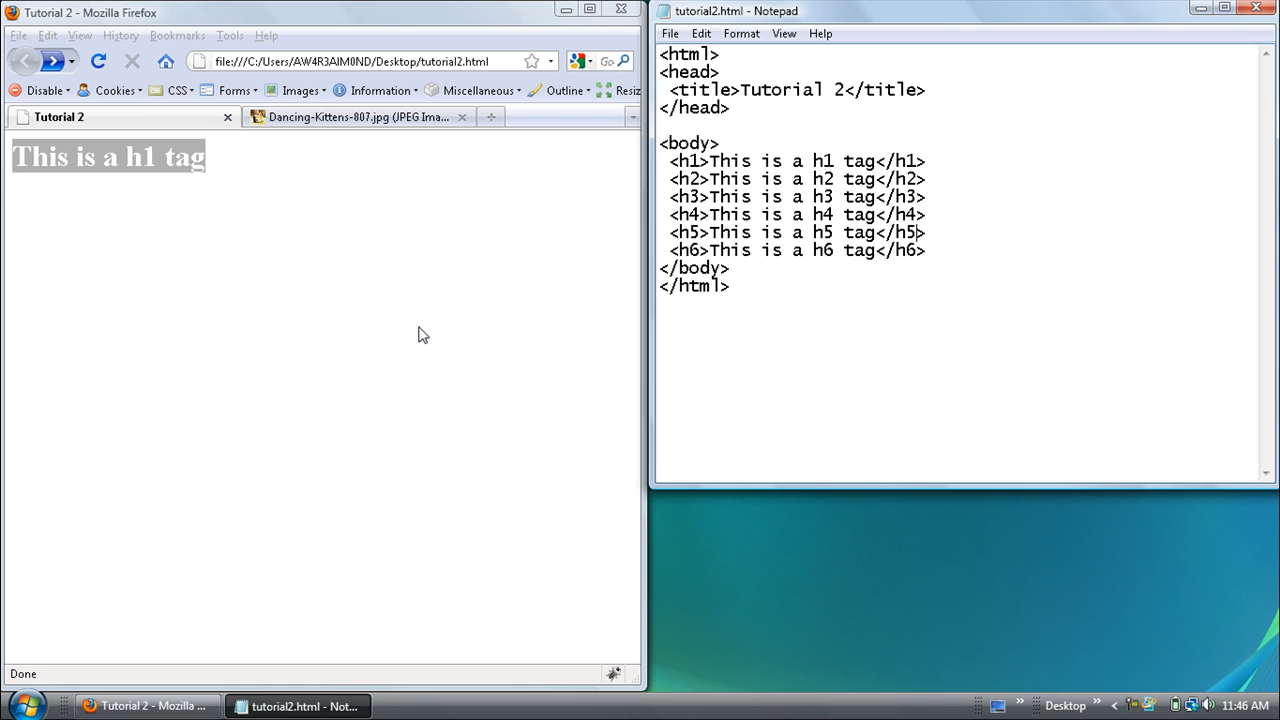 Tutorial 2 - Mozilla Firefox
File Edit View History Bookmarks Tools Help
file:///C:/Users/AW4R3AIM0ND/Desktop/tutorial2.html
Go
Disable Cookies CSS Forms Images Information Miscellaneous Outline Resiz
Tutorial 2
Dancing-Kittens-807.jpg (JPEG Ima...
This is a h1 tag
Done
tutorial2.html - Notepad
File Edit Format View Help
<html>
<head>
<title>Tutorial 2</title>
</head>
<body>
<h1>This is a h1 tag</h1>
<h2>This is a h2 tag</h2>
<h3>This is a h3 tag</h3>
<h4>This is a h4 tag</h4>
<h5>This is a h5 tag</h5>
<h6>This is a h6 tag</h6>
</body>
</html>
Tutorial 2 - Mozilla ...
tutorial2.html - Not...
Desktop
11:46 AM